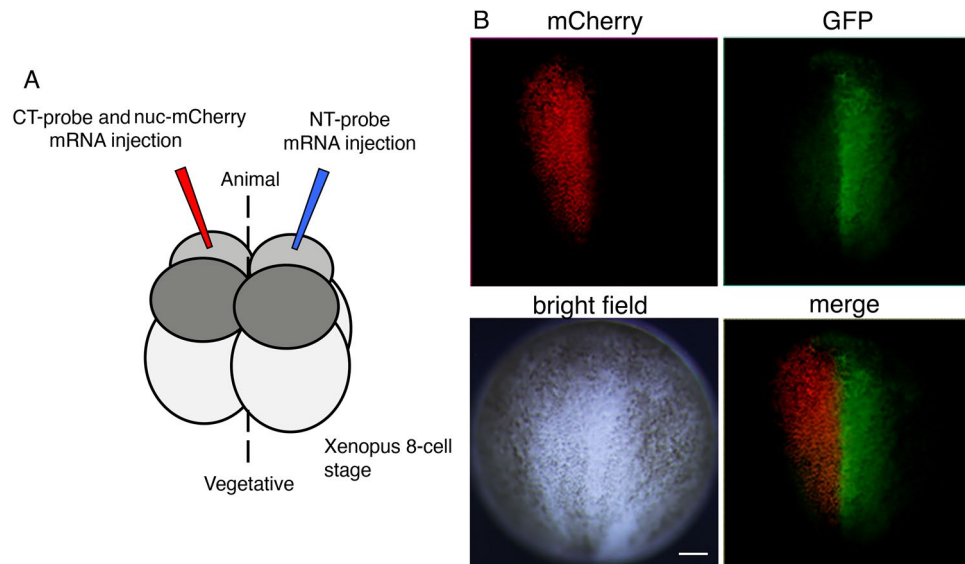 A
CT-probe and nuc-mCherry
mRNA injection
NT-probe
mRNA injection
Animal
Xenopus 8-cell
stage
Vegetative
B
mCherry
GFP
bright field
merge